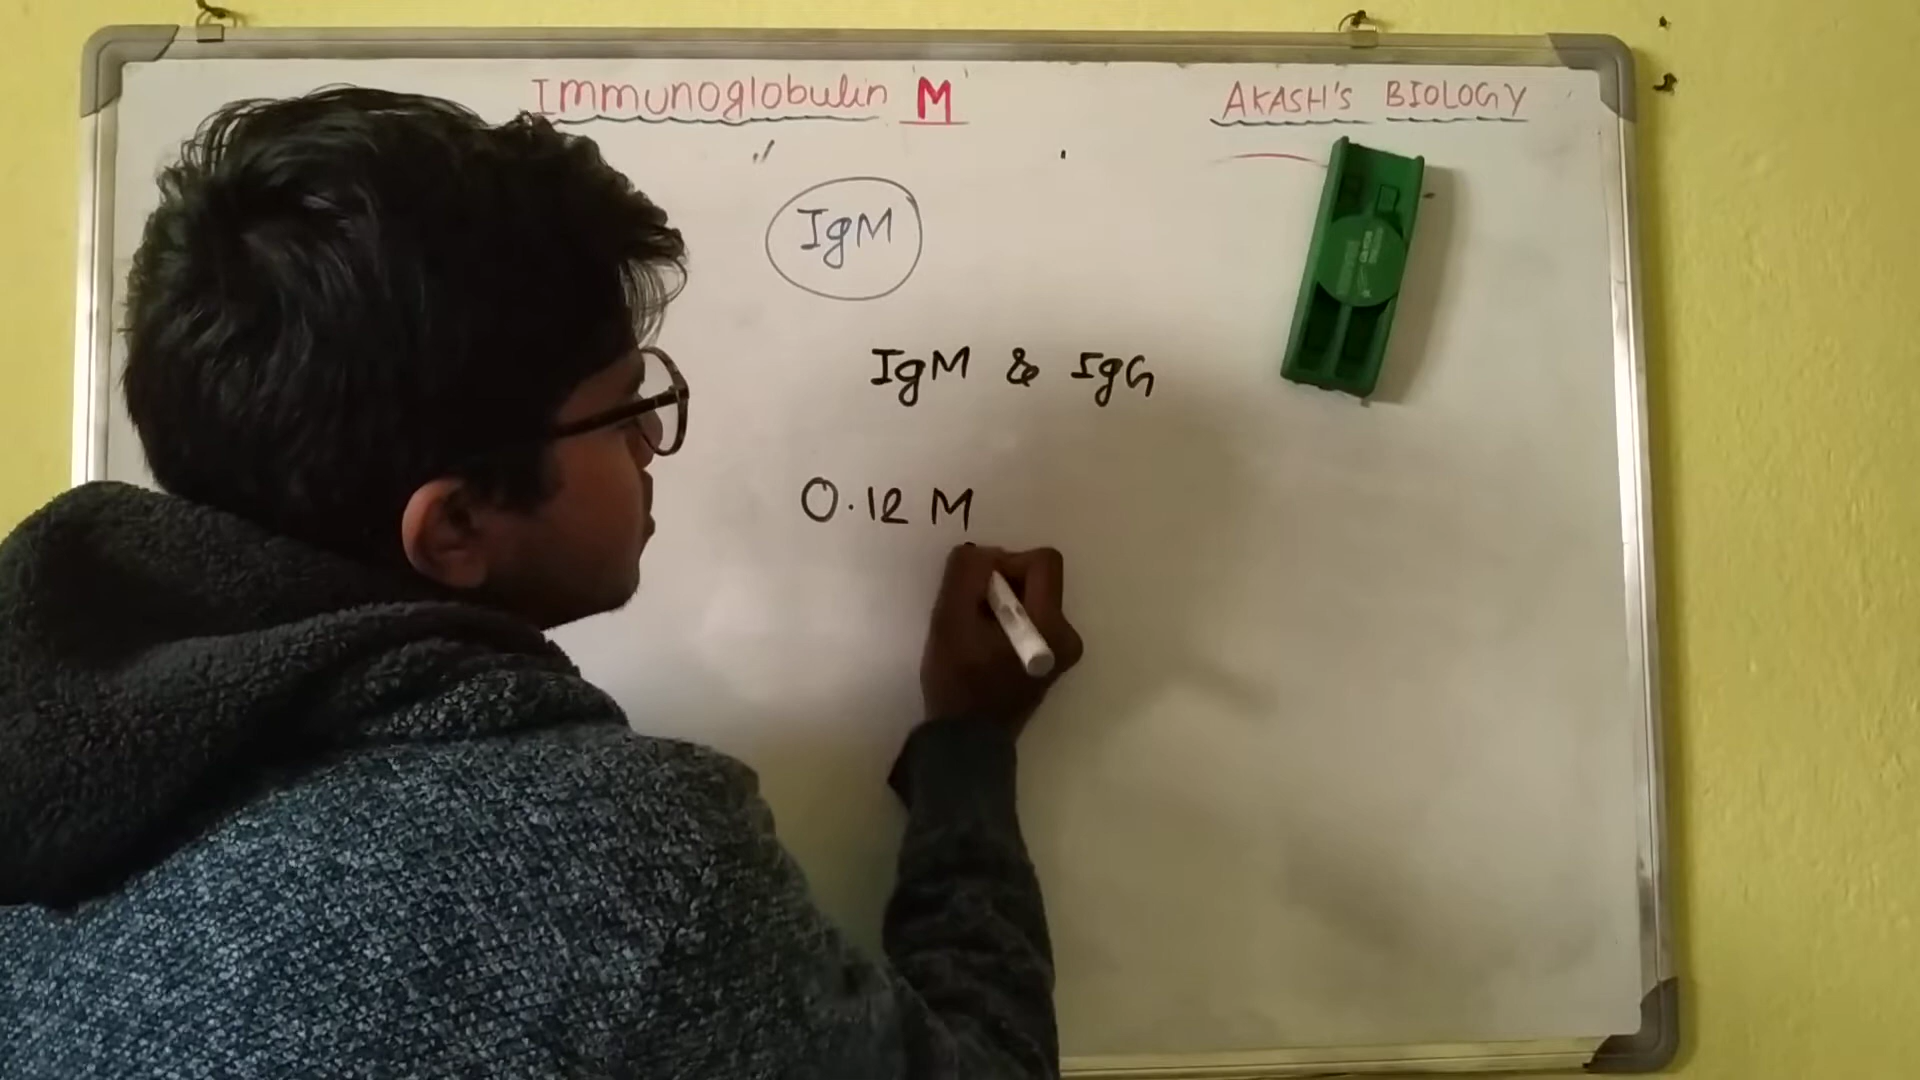 Immunoglobulin 'M'
AKASH'S BIOLOGY
IgM
IgM & IgG
0.12 M